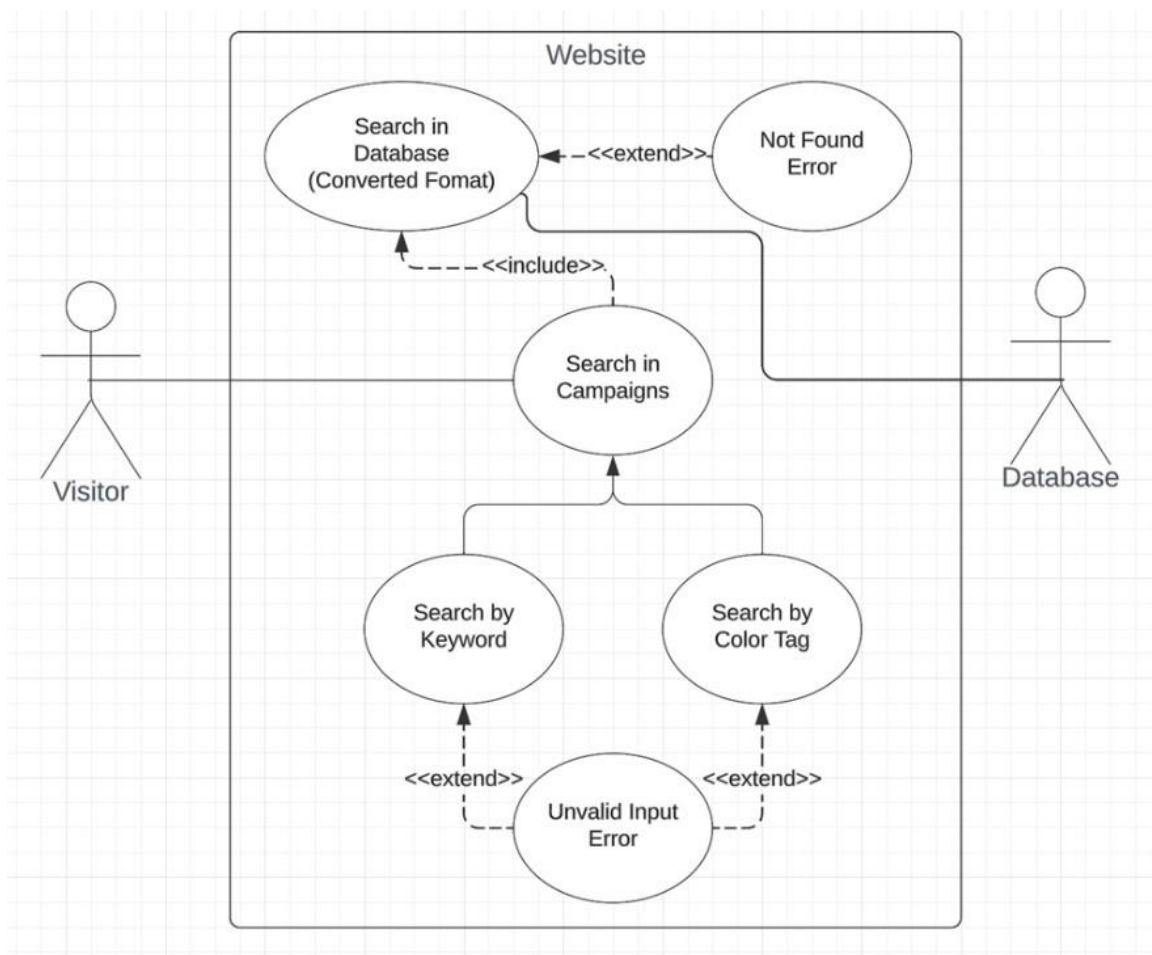 Website
Search in
Database
(Converted Fomat)
<<extend>>
Not Found
Error
<<include>>
Search in
Campaigns
Visitor
Database
Search by
Keyword
Search by
Color Tag
<<extend>>
<<extend>>
Unvalid Input
Error